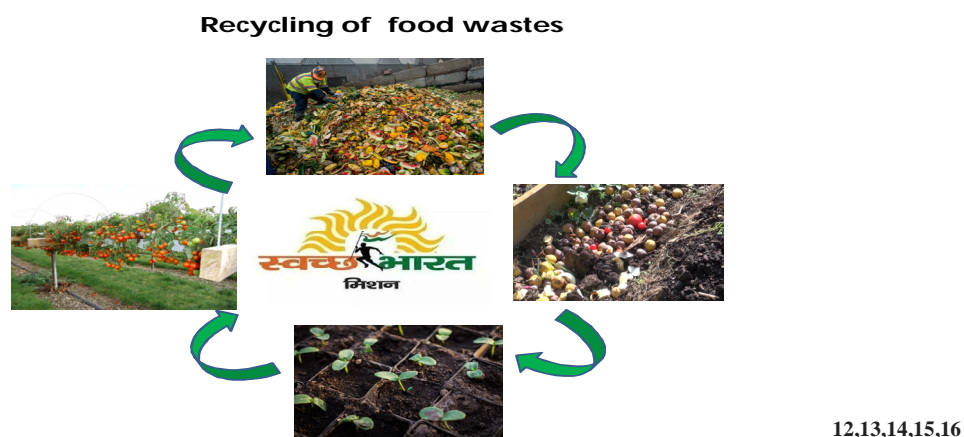 Recycling of food wastes
स्वच्छ भारत
मिशन
12,13,14,15,16